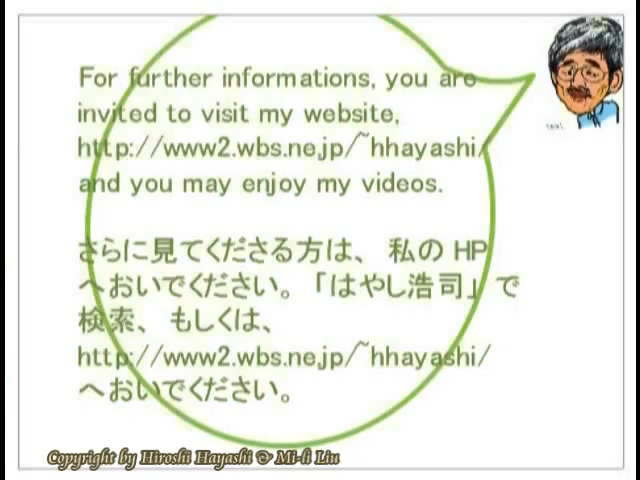 For further informations, you are
invited to visit my website,
http://www2.wbs.ne.jp/~hhayashi/
and you may enjoy my videos.
さらに見てくださる方は、 私の HP
へおいでください。「はやし浩司」 で
検索、 もしくは、
http://www2.wbs.ne.jp/~hhayashi/
へおいでください。
Copyright by Hiroshi Hayashi & Mi-li Liu